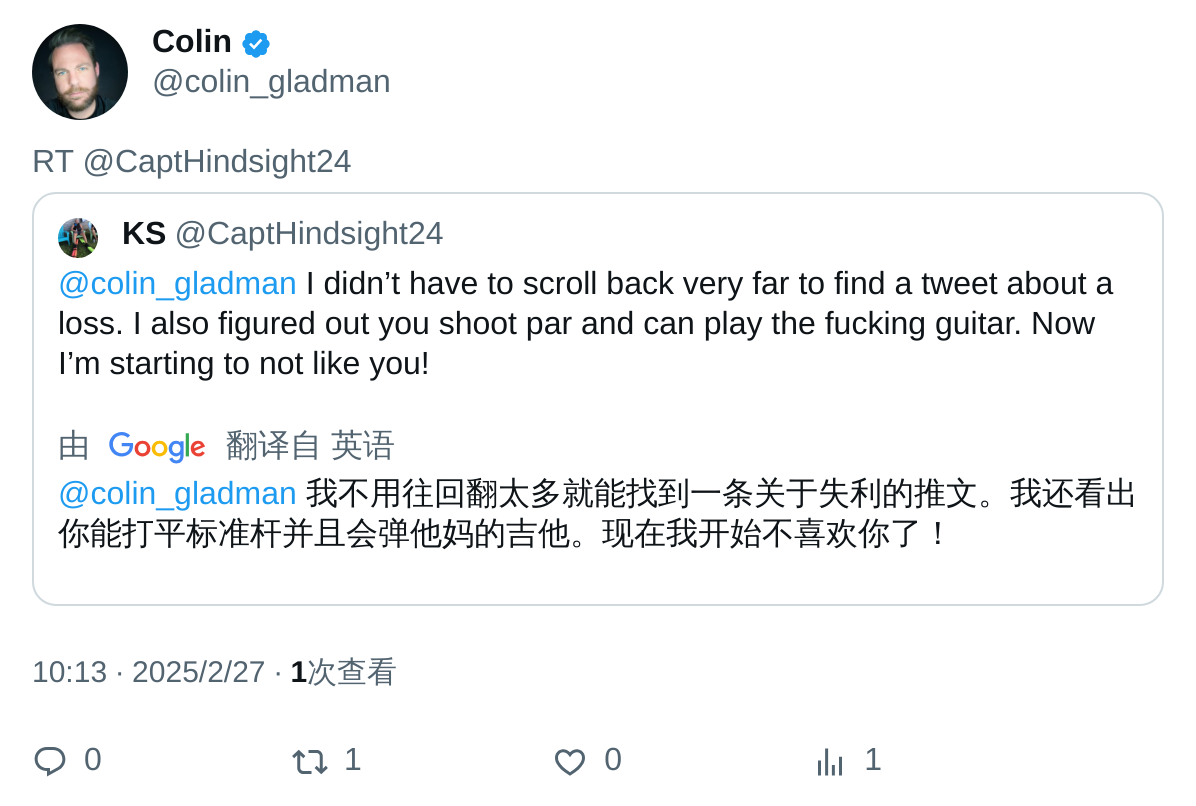 Colin
@colin_gladman
RT @CaptHindsight24
KS @CaptHindsight24
@colin_gladman I didn’t have to scroll back very far to find a tweet about a
loss. I also figured out you shoot par and can play the fucking guitar. Now
I’m starting to not like you!
由 Google 翻译自 英语
@colin_gladman 我不用往回翻太多就能找到一条关于失利的推文。我还看出
你能打平标准杆并且会弹他妈的吉他。现在我开始不喜欢你了！
10:13 · 2025/2/27 · 1次查看
0 1 0 1